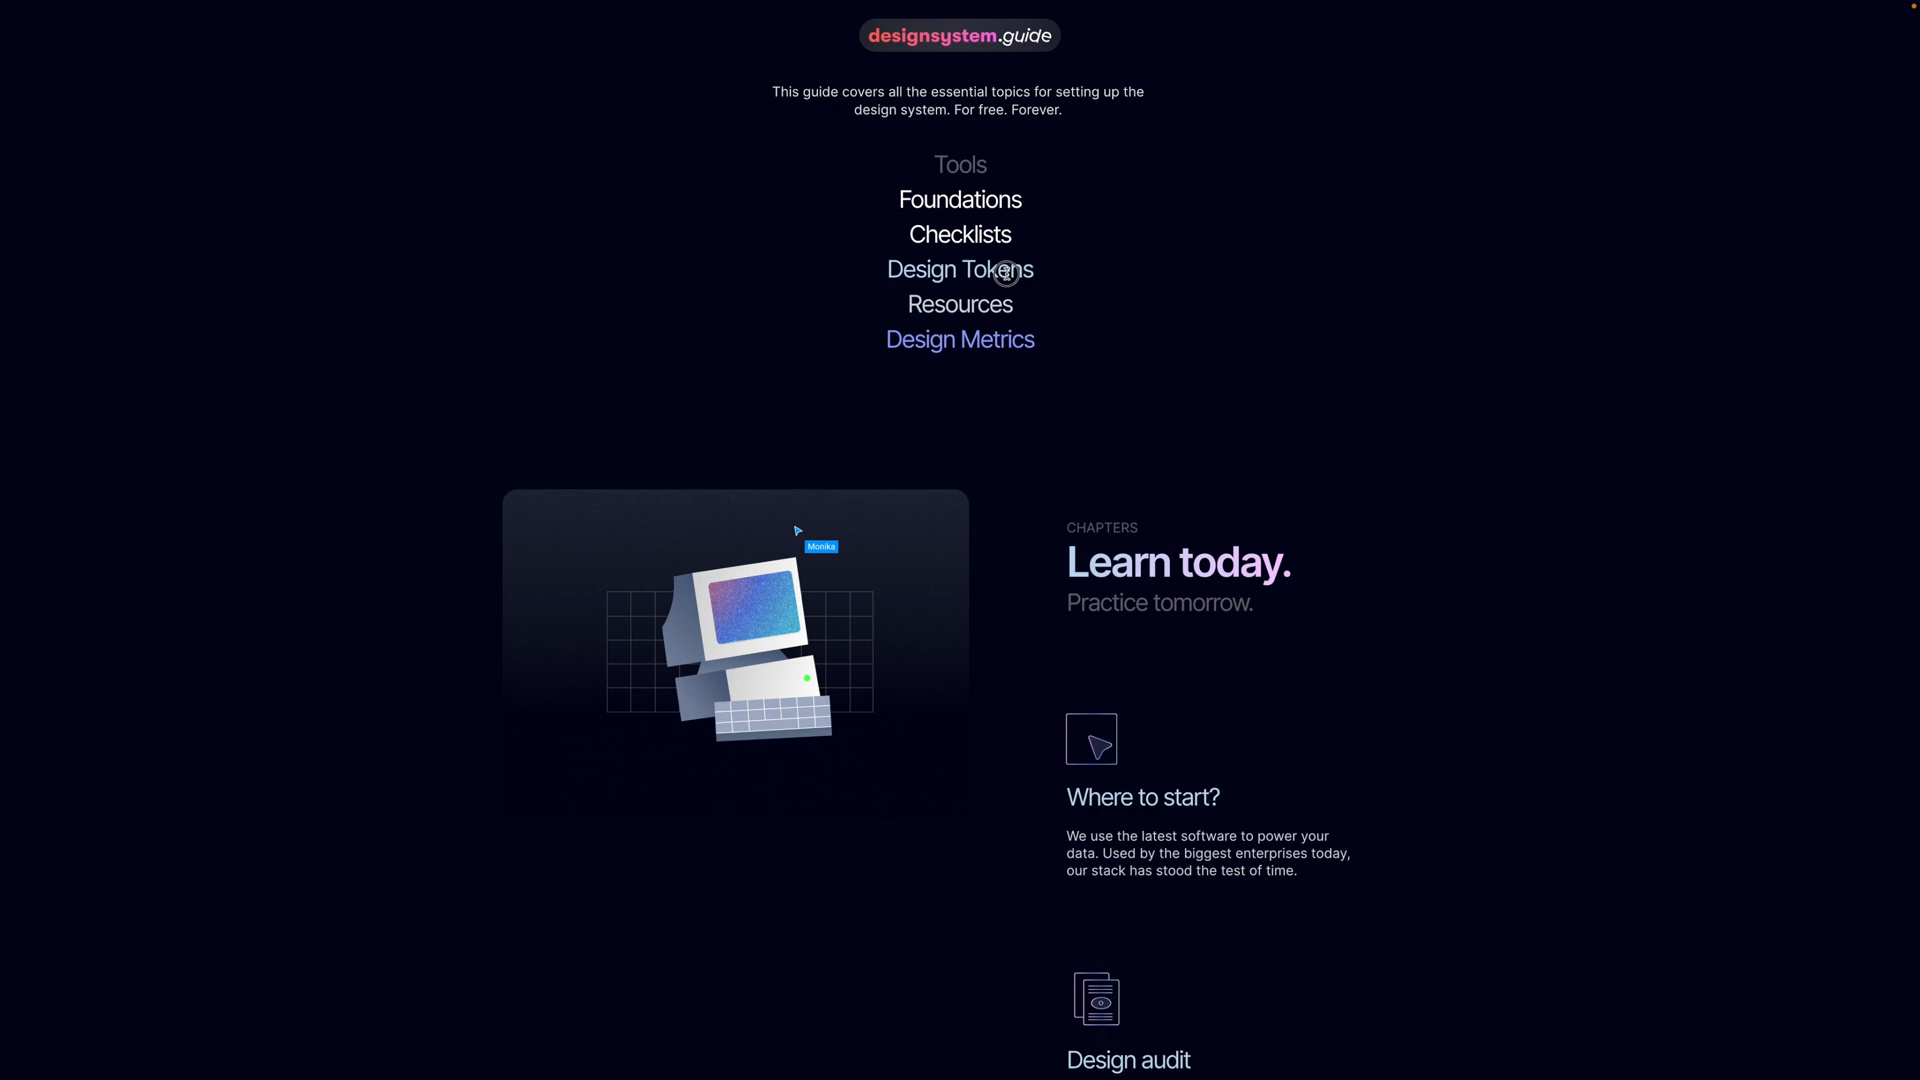 designsystem.guide
This guide covers all the essential topics for setting up the
design system. For free. Forever.
Tools
Foundations
Checklists
Design Tokens
Resources
Design Metrics
Monika
CHAPTERS
Learn today.
Practice tomorrow.
Where to start?
We use the latest software to power your
data. Used by the biggest enterprises today,
our stack has stood the test of time.
Design audit